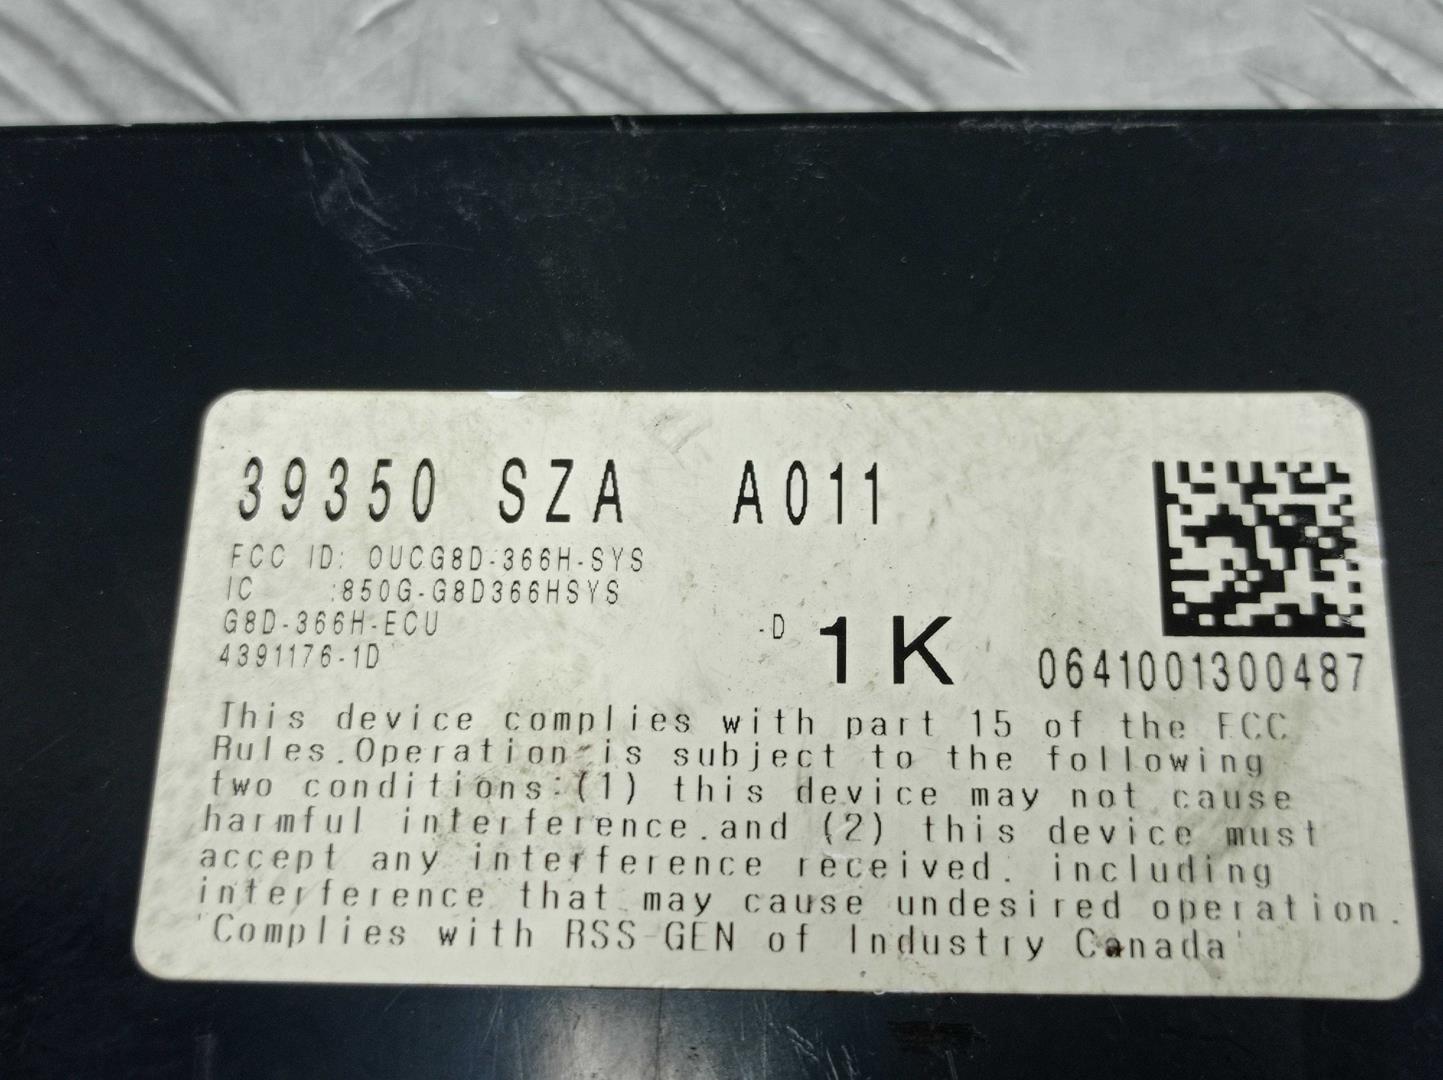 39350 SZA A011
FCC ID: OUCG8D-366H-SYS
IC :850G-G8D366HSYS
G8D-366H-ECU
4391176-1D
-D 1K
0641001300487
This device complies with part 15 of the FCC
Rules.Operation is subject to the following
two conditions:(1) this device may not cause
harmful interference.and (2) this device must
accept any interference received. including
interference that may cause undesired operation.
'Complies with RSS-GEN of Industry Canada'